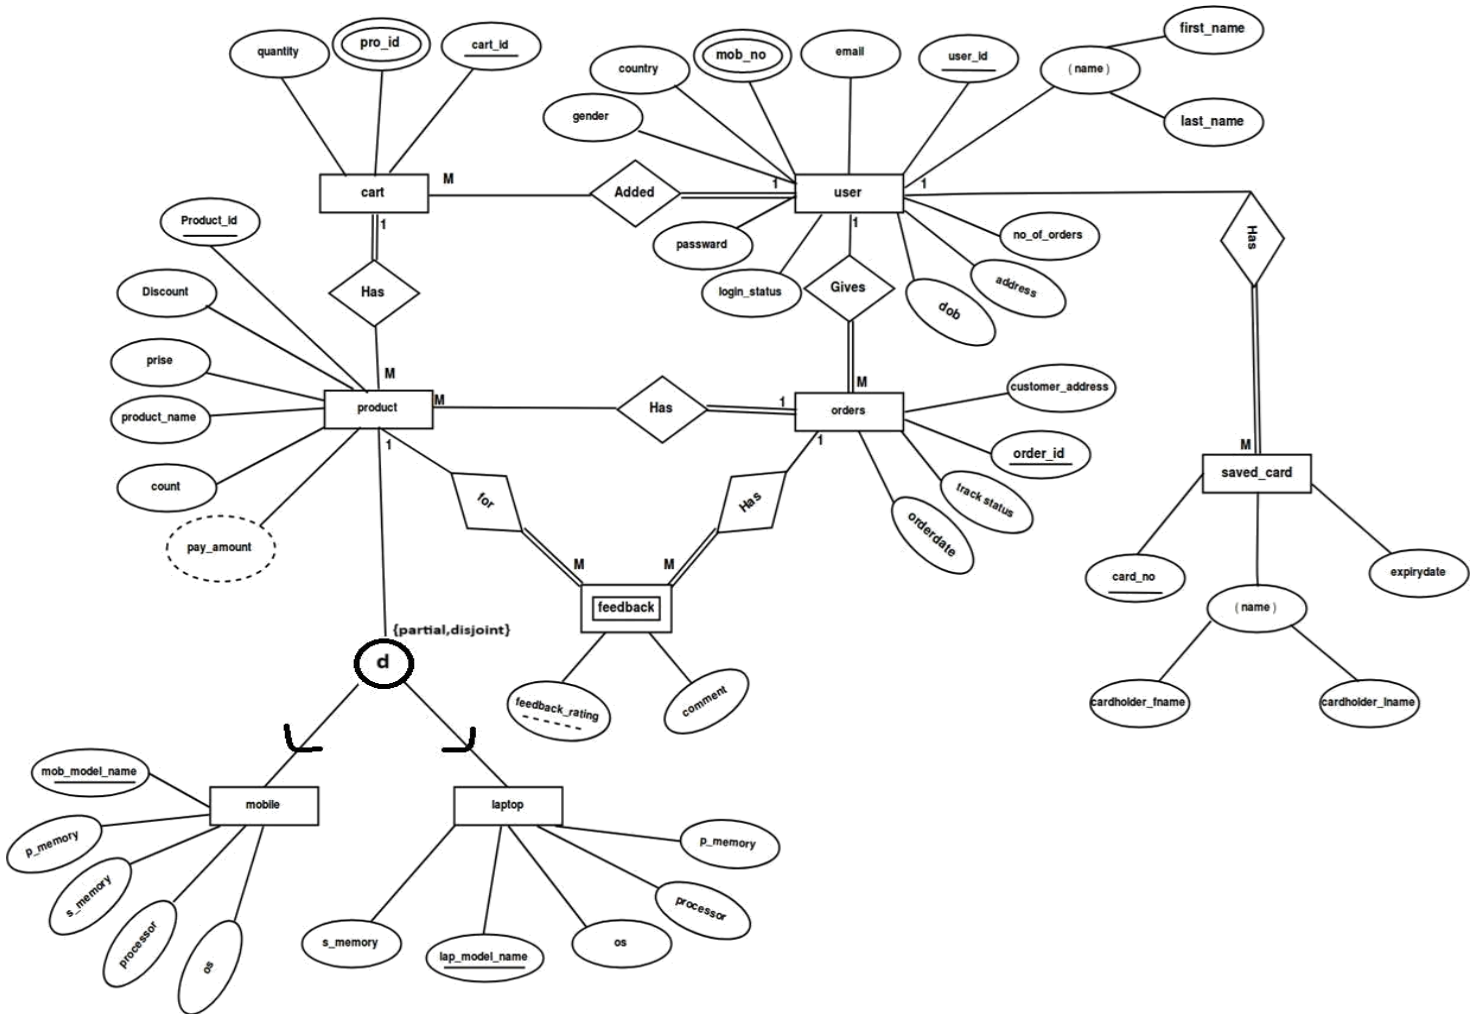 quantity
pro_id
cart_id
country
mob_no
email
user_id
( name )
first_name
last_name
gender
cart
M
Added
1
user
1
Product_id
1
passward
1
no_of_orders
Has
Discount
Has
login_status
Gives
dob
address
prise
M
M
customer_address
product_name
product
M
Has
1
orders
1
1
order_id
M
saved_card
count
for
Has
track status
orderdate
pay_amount
M
M
card_no
expirydate
feedback
( name )
{partial,disjoint}
d
feedback_rating
comment
cardholder_fname
cardholder_lname
mob_model_name
mobile
laptop
p_memory
s_memory
processor
os
s_memory
lap_model_name
os
processor
p_memory